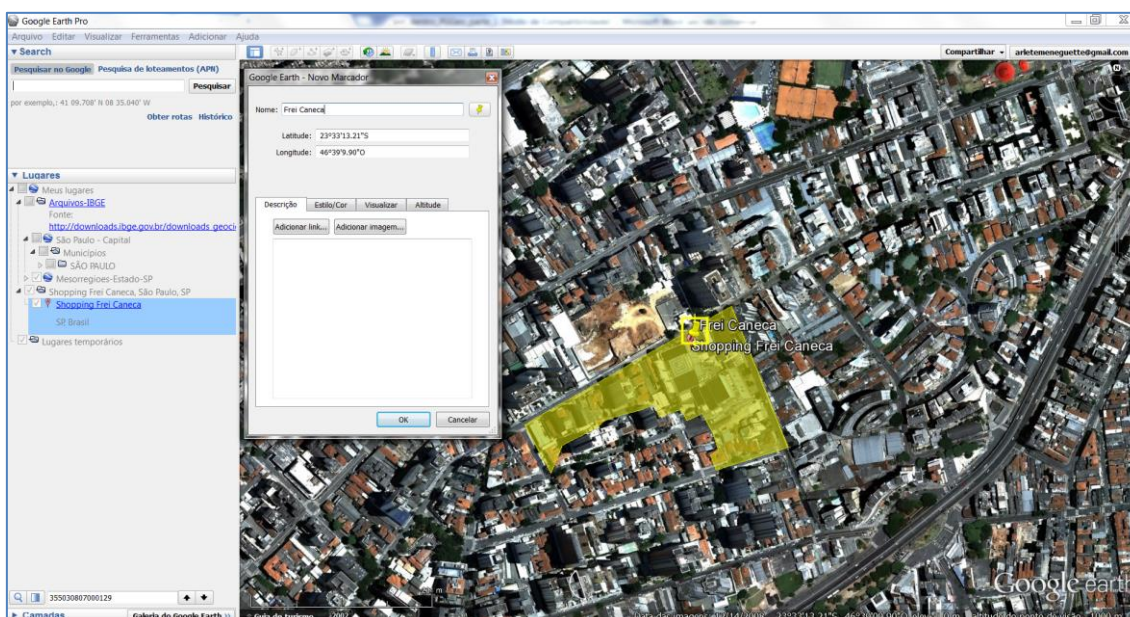 Google Earth Pro
Arquivo Editar Visualizar Ferramentas Adicionar Ajuda
Search
Compartilhar
arletemeneguette@gmail.com
Pesquisar no Google Pesquisa de loteamentos (APN)
Pesquisar
por exemplo,: 41 09.708' N 08 35.040' W
Obter rotas Histórico
Lugares
Meus lugares
Arquivos-IBGE
Fonte:
http://downloads.ibge.gov.br/downloads_geoci
São Paulo - Capital
Municípios
SÃO PAULO
Mesorregioes-Estado-SP
Shopping Frei Caneca, São Paulo, SP
Shopping Frei Caneca
SP, Brasil
Lugares temporários
355030807000129
Camadas
Galeria do Google Earth
Google Earth - Novo Marcador
Nome: Frei Caneca
Latitude: 23°33'13.21"S
Longitude: 46°39'9.90"O
Descrição Estilo/Cor Visualizar Altitude
Adicionar link... Adicionar imagem...
OK Cancelar
Frei Caneca
Shopping Frei Caneca
Google earth
Guia de turismo